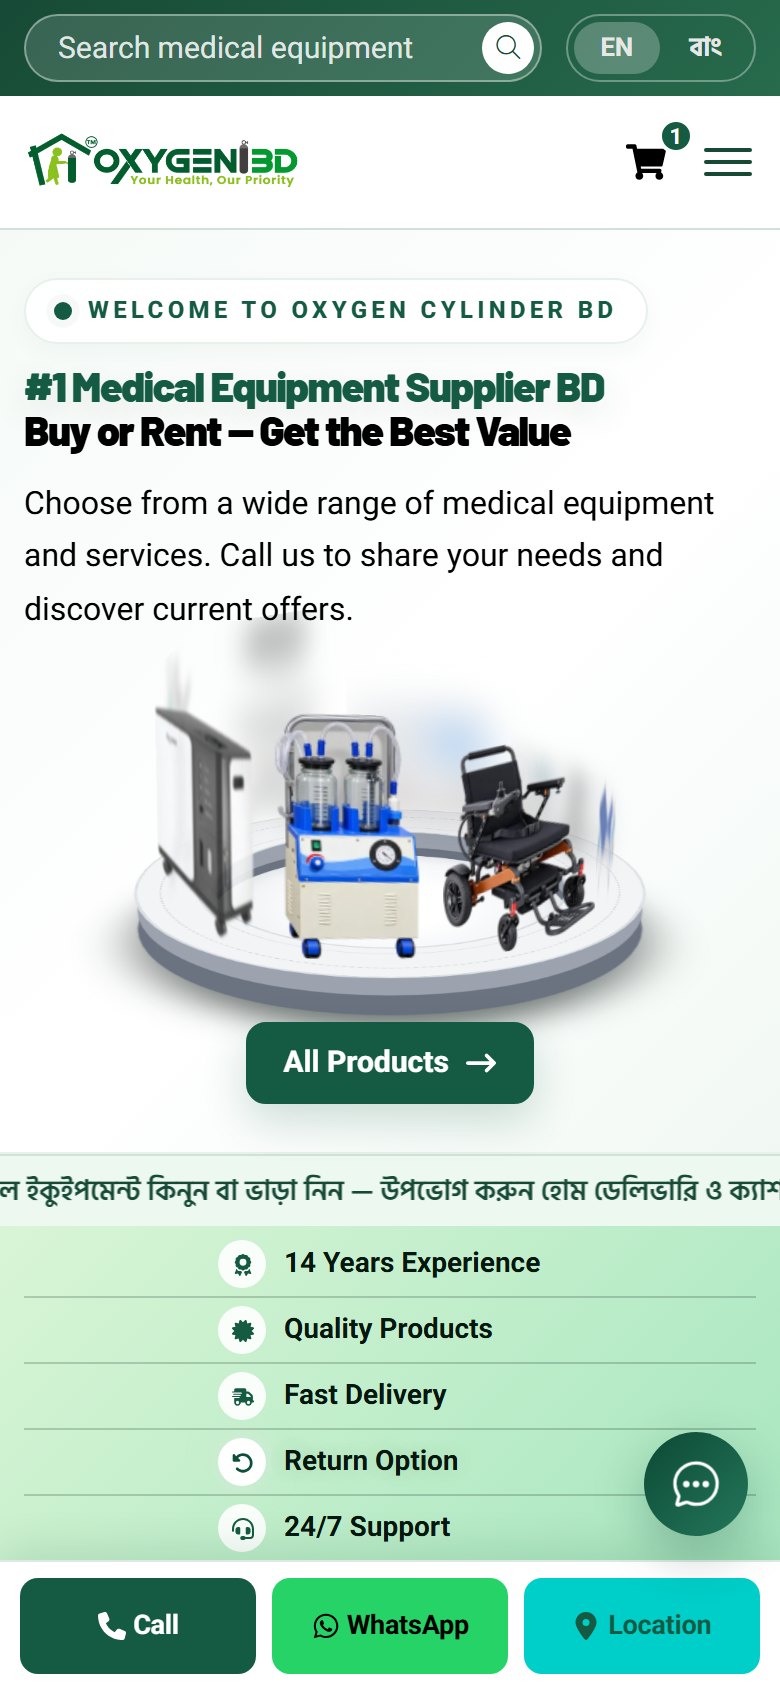 Search medical equipment
EN
বাং
OXYGENBD
TM
Your Health, Our Priority
1
WELCOME TO OXYGEN CYLINDER BD
#1 Medical Equipment Supplier BD
Buy or Rent — Get the Best Value
Choose from a wide range of medical equipment
and services. Call us to share your needs and
discover current offers.
All Products →
ইকুইপমেন্ট কিনুন বা ভাড়া নিন — উপভোগ করুন হোম ডেলিভারি ও
14 Years Experience
Quality Products
Fast Delivery
Return Option
24/7 Support
Call
WhatsApp
Location